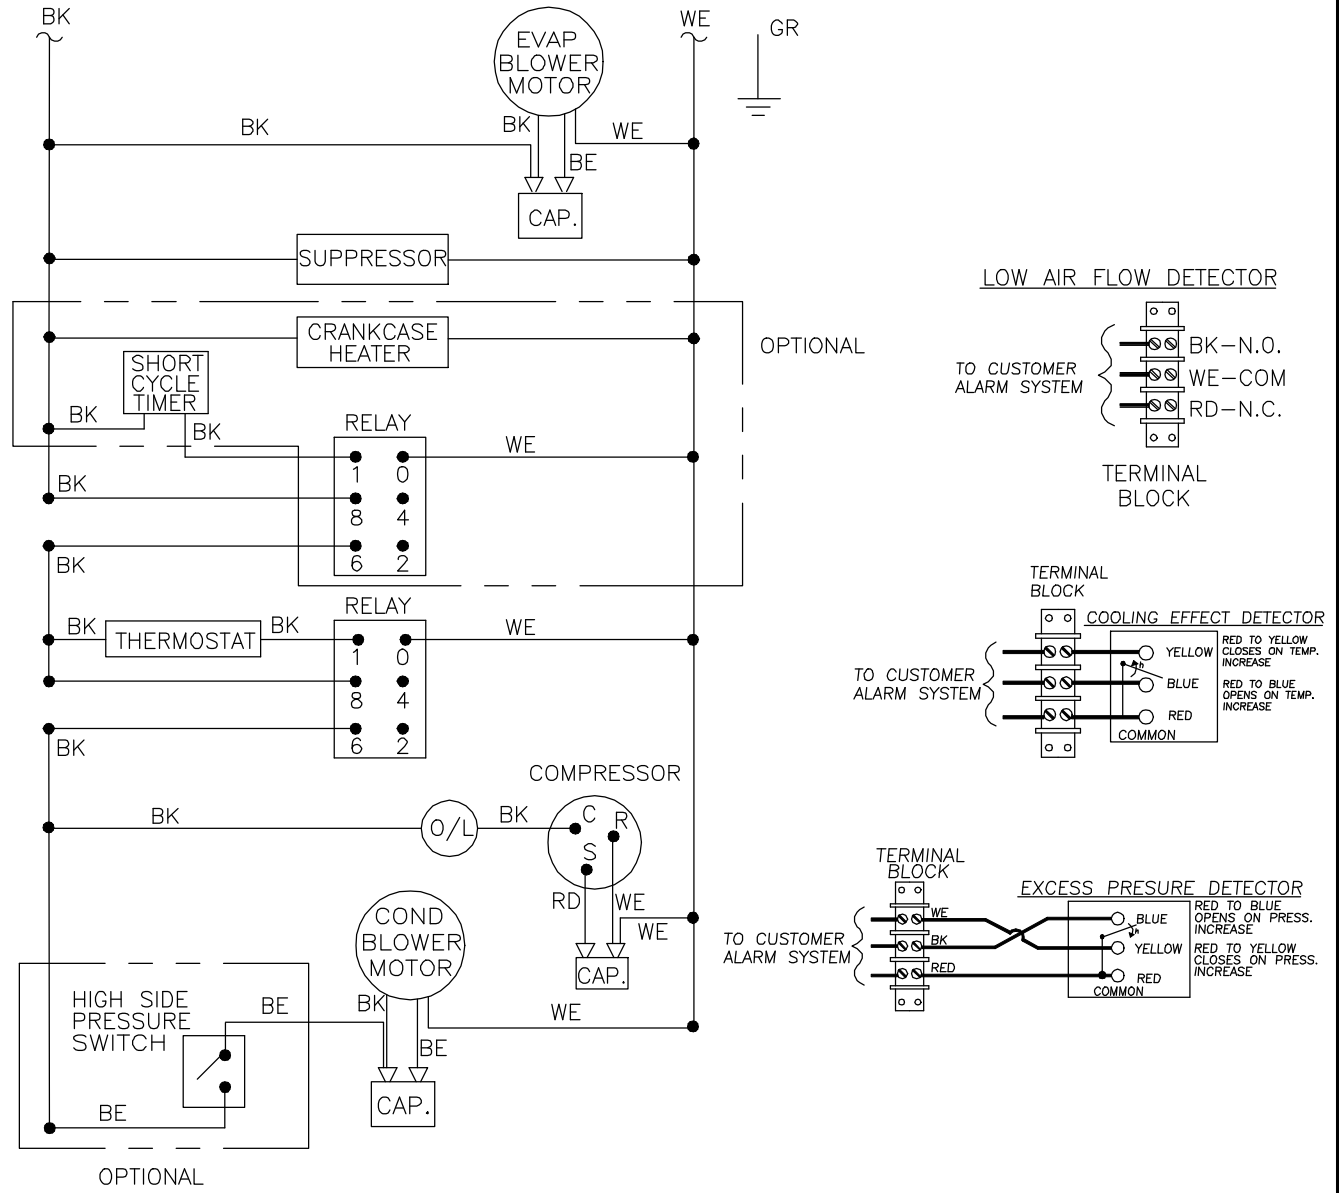 BK
EVAP
BLOWER
MOTOR
WE
GR
BK
BK
WE
BE
CAP.
SUPPRESSOR
CRANKCASE
HEATER
OPTIONAL
SHORT
CYCLE
TIMER
BK
BK
RELAY
WE
1 0
BK
8 4
6 2
BK
RELAY
BK
THERMOSTAT
BK
WE
1 0
8 4
6 2
BK
COMPRESSOR
BK
O/L
BK
C
R
S
RD
WE
WE
CAP.
COND
BLOWER
MOTOR
HIGH SIDE
PRESSURE
SWITCH
BE
BK
WE
BE
CAP.
BE
OPTIONAL
LOW AIR FLOW DETECTOR
TO CUSTOMER
ALARM SYSTEM
BK-N.O.
WE-COM
RD-N.C.
TERMINAL
BLOCK
TERMINAL
BLOCK
COOLING EFFECT DETECTOR
TO CUSTOMER
ALARM SYSTEM
YELLOW
BLUE
RED
COMMON
RED TO YELLOW
CLOSES ON TEMP.
INCREASE
RED TO BLUE
OPENS ON TEMP.
INCREASE
TERMINAL
BLOCK
EXCESS PRESURE DETECTOR
TO CUSTOMER
ALARM SYSTEM
WE
BK
RED
BLUE
YELLOW
RED
COMMON
RED TO BLUE
OPENS ON PRESS.
INCREASE
RED TO YELLOW
CLOSES ON PRESS.
INCREASE